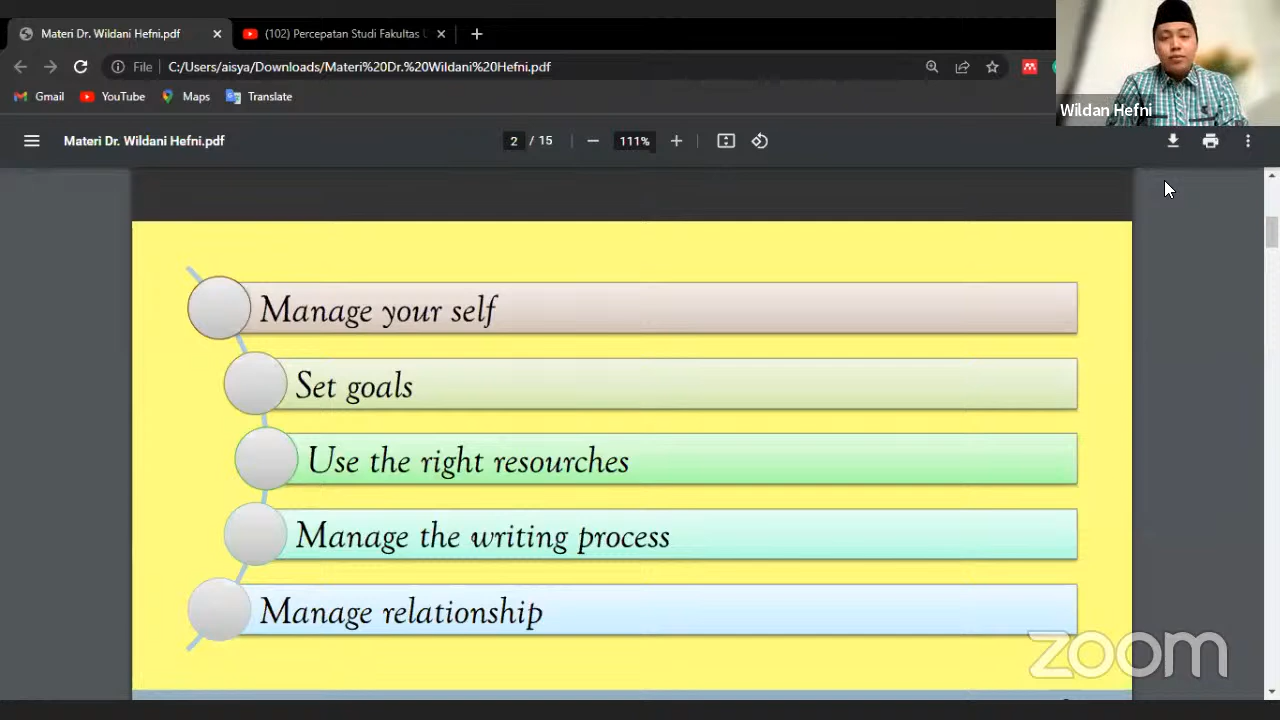 Materi Dr. Wildani Hefni.pdf
(102) Percepatan Studi Fakultas
File
C:/Users/aisya/Downloads/Materi%20Dr.%20Wildani%20Hefni.pdf
Gmail
YouTube
Maps
Translate
Wildan Hefni
Materi Dr. Wildani Hefni.pdf
2 / 15
111%
Manage your self
Set goals
Use the right resourches
Manage the writing process
Manage relationship
zoom